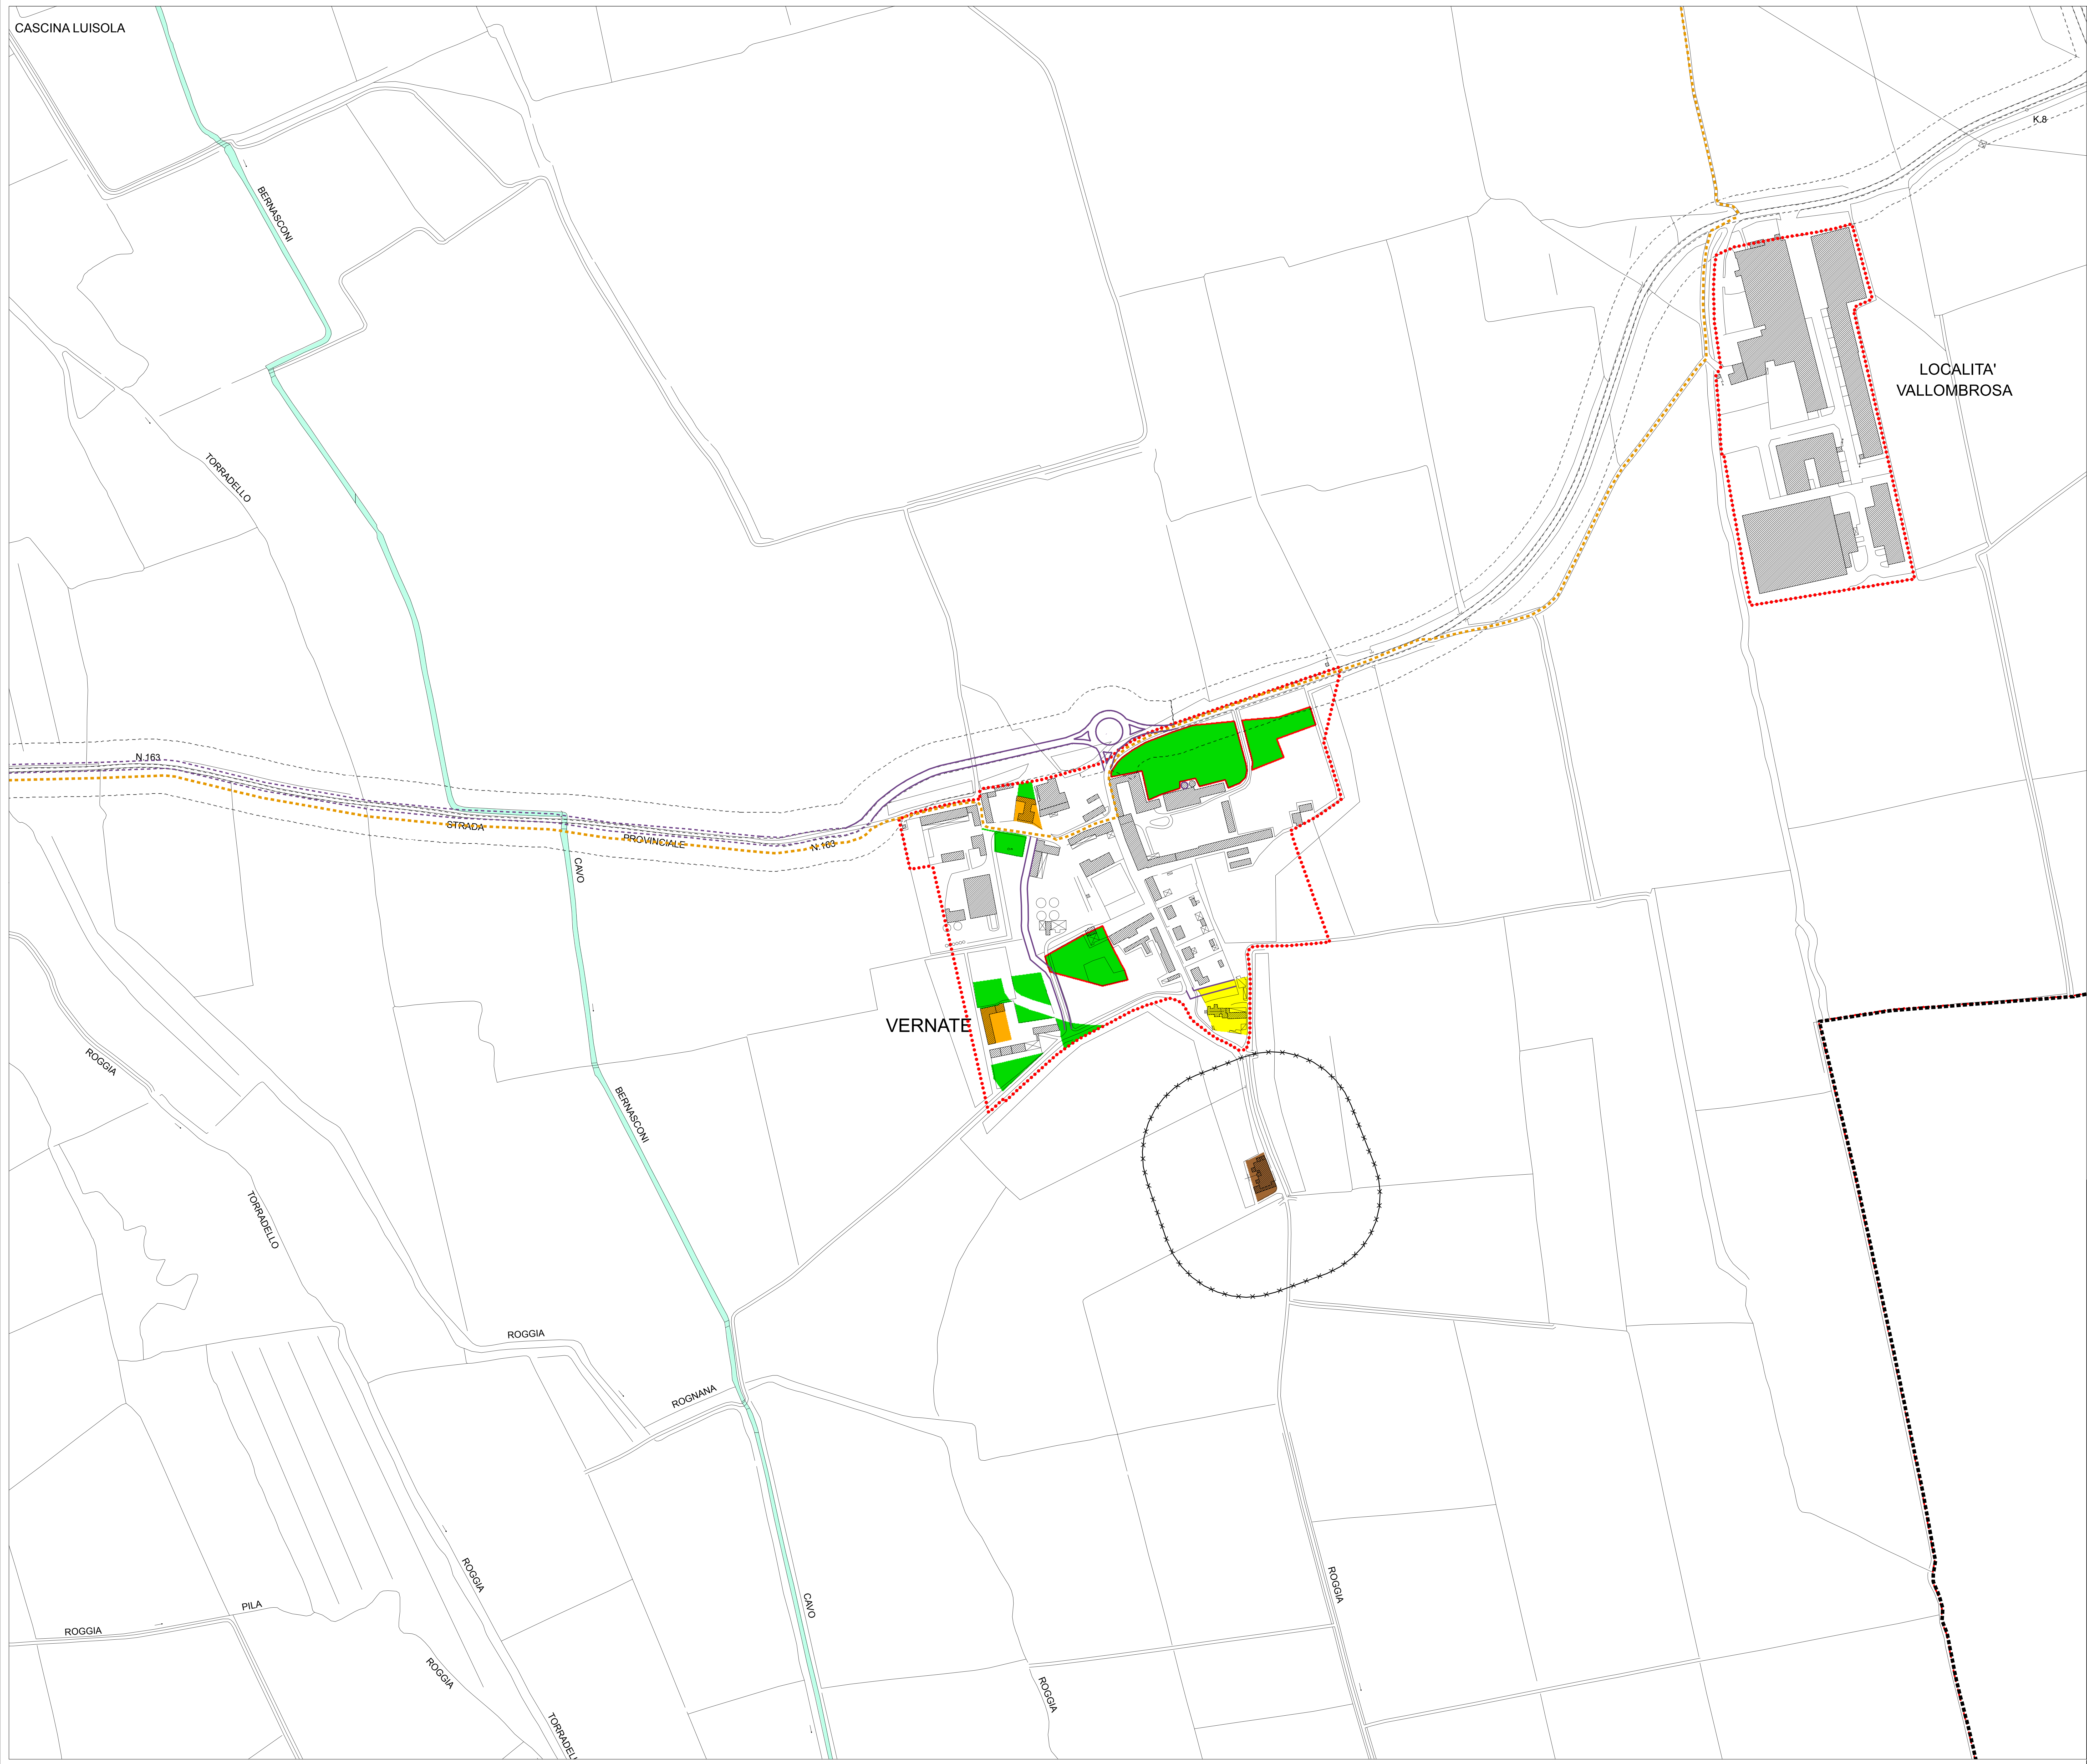 CASCINA LUISOLA
K.8
BERNASCONI
LOCALITA'
VALLOMBROSA
TORRADELLO
N.163
STRADA
PROVINCIALE
N.163
CAVO
VERNATE
ROGGIA
BERNASCONI
TORRADELLO
ROGGIA
ROGNANA
ROGGIA
ROGGIA
CAVO
PILA
ROGGIA
ROGGIA
ROGGIA
TORRADELL